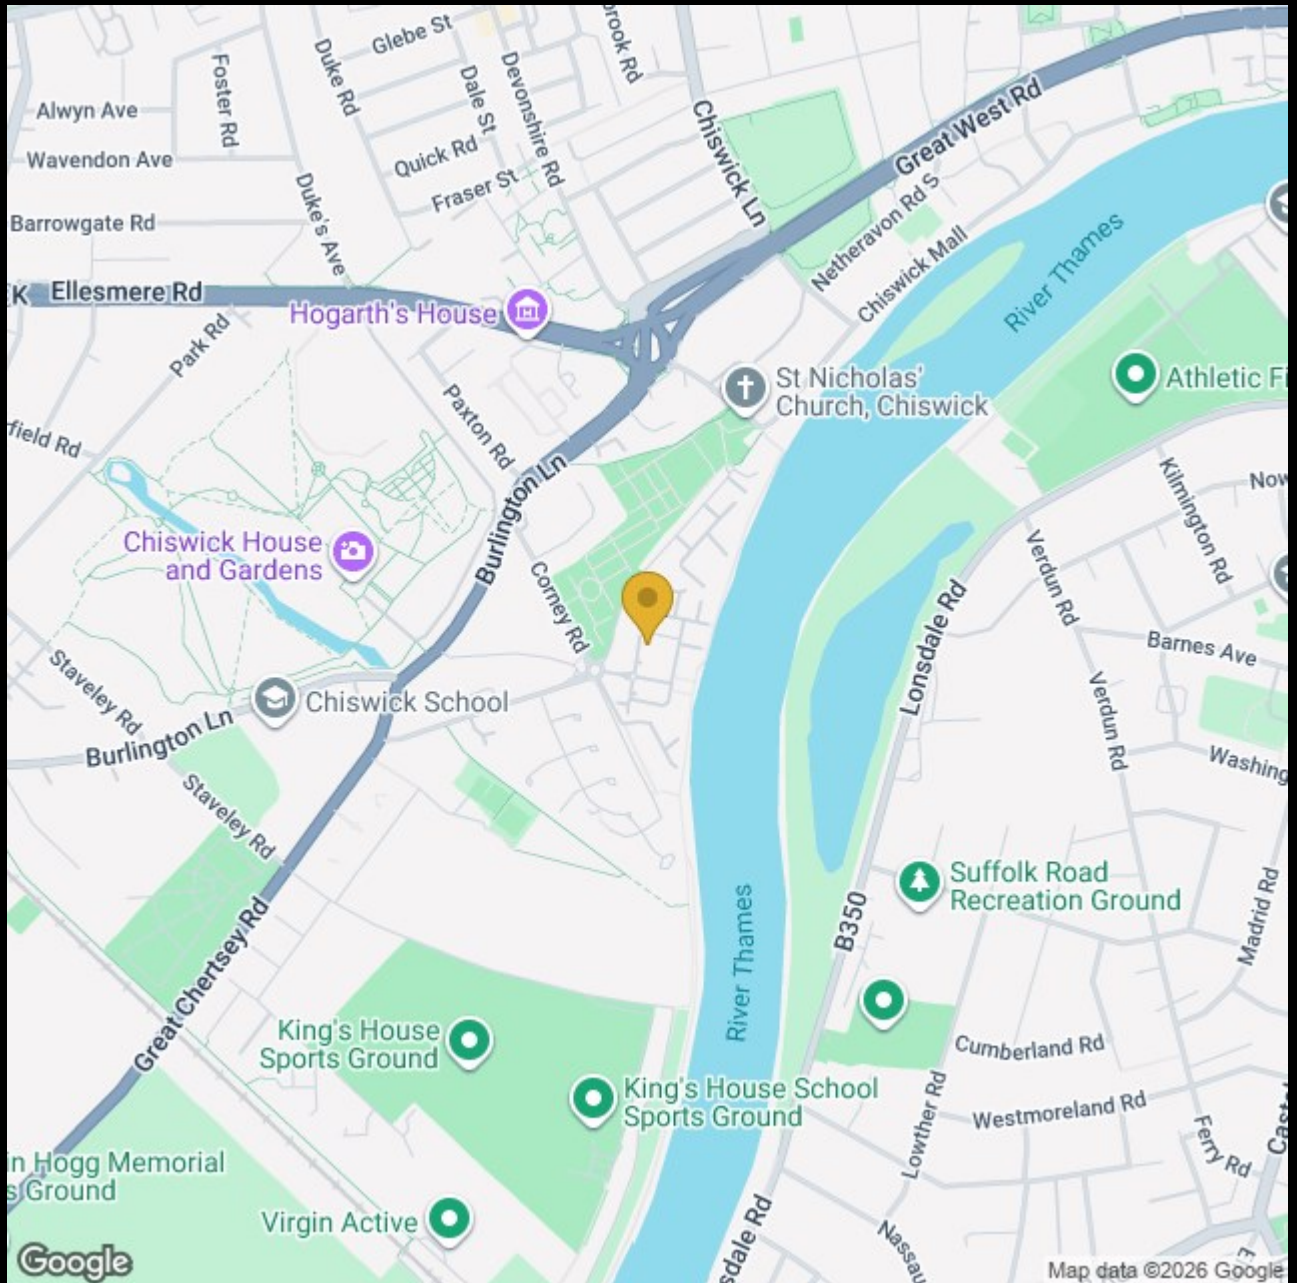 Glebe St
brook Rd
Duke Rd
Foster Rd
Dale St
Devonshire Rd
Alwyn Ave
Chiswick Ln
Great West Rd
Wavendon Ave
Quick Rd
Fraser St
Duke's Ave
Netheravon Rd S
Barrowgate Rd
Chiswick Mall
River Thames
K
Ellesmere Rd
Hogarth's House
Park Rd
St Nicholas'
Church, Chiswick
Athletic Fi
rfield Rd
Paxton Rd
Burlington Ln
Kilmington Rd
Now
Chiswick House
and Gardens
Corney Rd
Verdun Rd
Lonsdale Rd
Barnes Ave
Staveley Rd
Chiswick School
Verdun Rd
Burlington Ln
Washing
Staveley Rd
Suffolk Road
Recreation Ground
Madrid Rd
B350
Great Chertsey Rd
River Thames
King's House
Sports Ground
Cumberland Rd
King's House School
Sports Ground
Westmoreland Rd
Lowther Rd
Ferry Rd
Cast
in Hogg Memorial
s Ground
Virgin Active
sdale Rd
Nassau
E
Google
Map data ©2026 Google